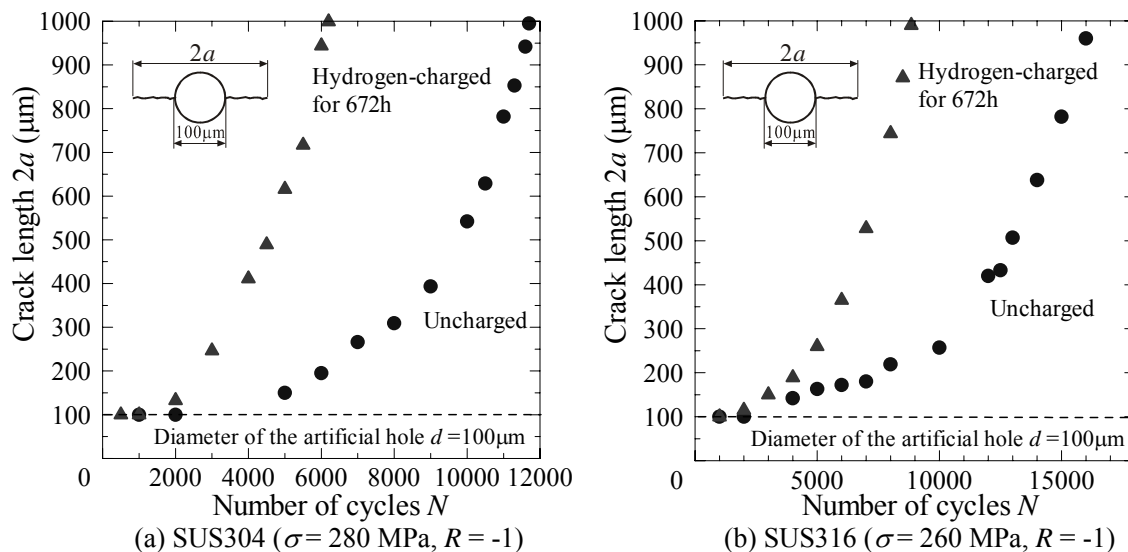 1000
900
800
700
600
500
400
300
200
100
0
Crack length 2a (μm)
2a
100μm
Hydrogen-charged
for 672h
Uncharged
Diameter of the artificial hole d =100μm
2000 4000 6000 8000 10000 12000
Number of cycles N
(a) SUS304 (σ= 280 MPa, R = -1)
1000
900
800
700
600
500
400
300
200
100
0
Crack length 2a (μm)
2a
100μm
Hydrogen-charged
for 672h
Uncharged
Diameter of the artificial hole d =100μm
5000 10000 15000
Number of cycles N
(b) SUS316 (σ= 260 MPa, R = -1)